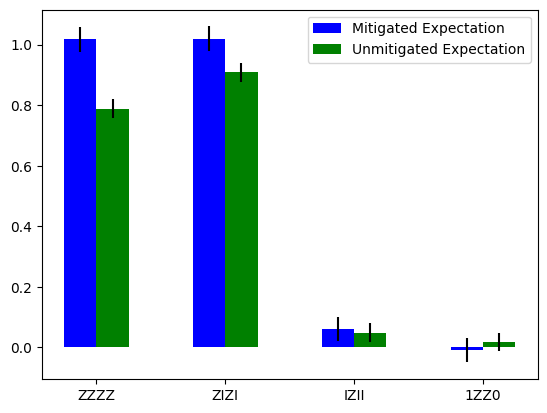 Mitigated Expectation
Unmitigated Expectation
1.0
0.8
0.6
0.4
0.2
0.0
ZZZZ
ZIZI
IZII
1ZZ0